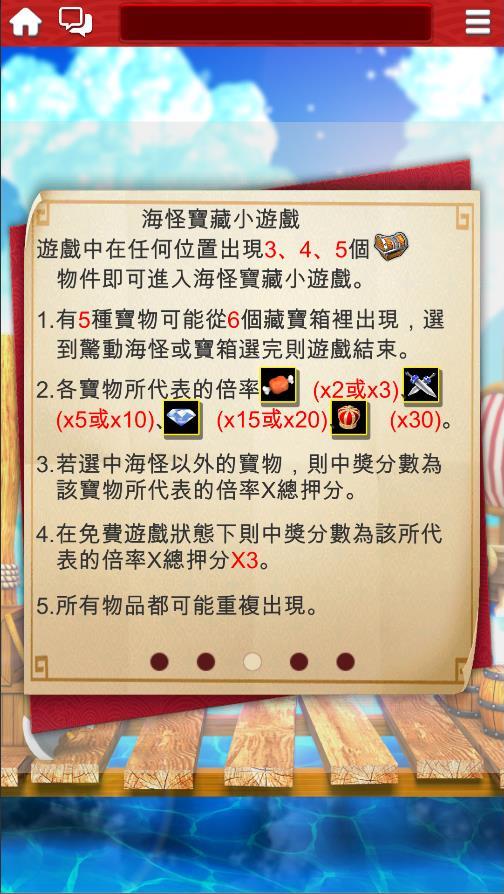 海怪寶藏小遊戲
遊戲中在任何位置出現3、4、5個
物件即可進入海怪寶藏小遊戲。
1.有5種寶物可能從6個藏寶箱裡出現，選
到驚動海怪或寶箱選完則遊戲結束。
2.各寶物所代表的倍率 (x2或x3)、
(x5或x10)、 (x15或x20)、 (x30)。
3.若選中海怪以外的寶物，則中獎分數為
該寶物所代表的倍率X總押分。
4.在免費遊戲狀態下則中獎分數為該所代
表的倍率X總押分X3。
5.所有物品都可能重複出現。